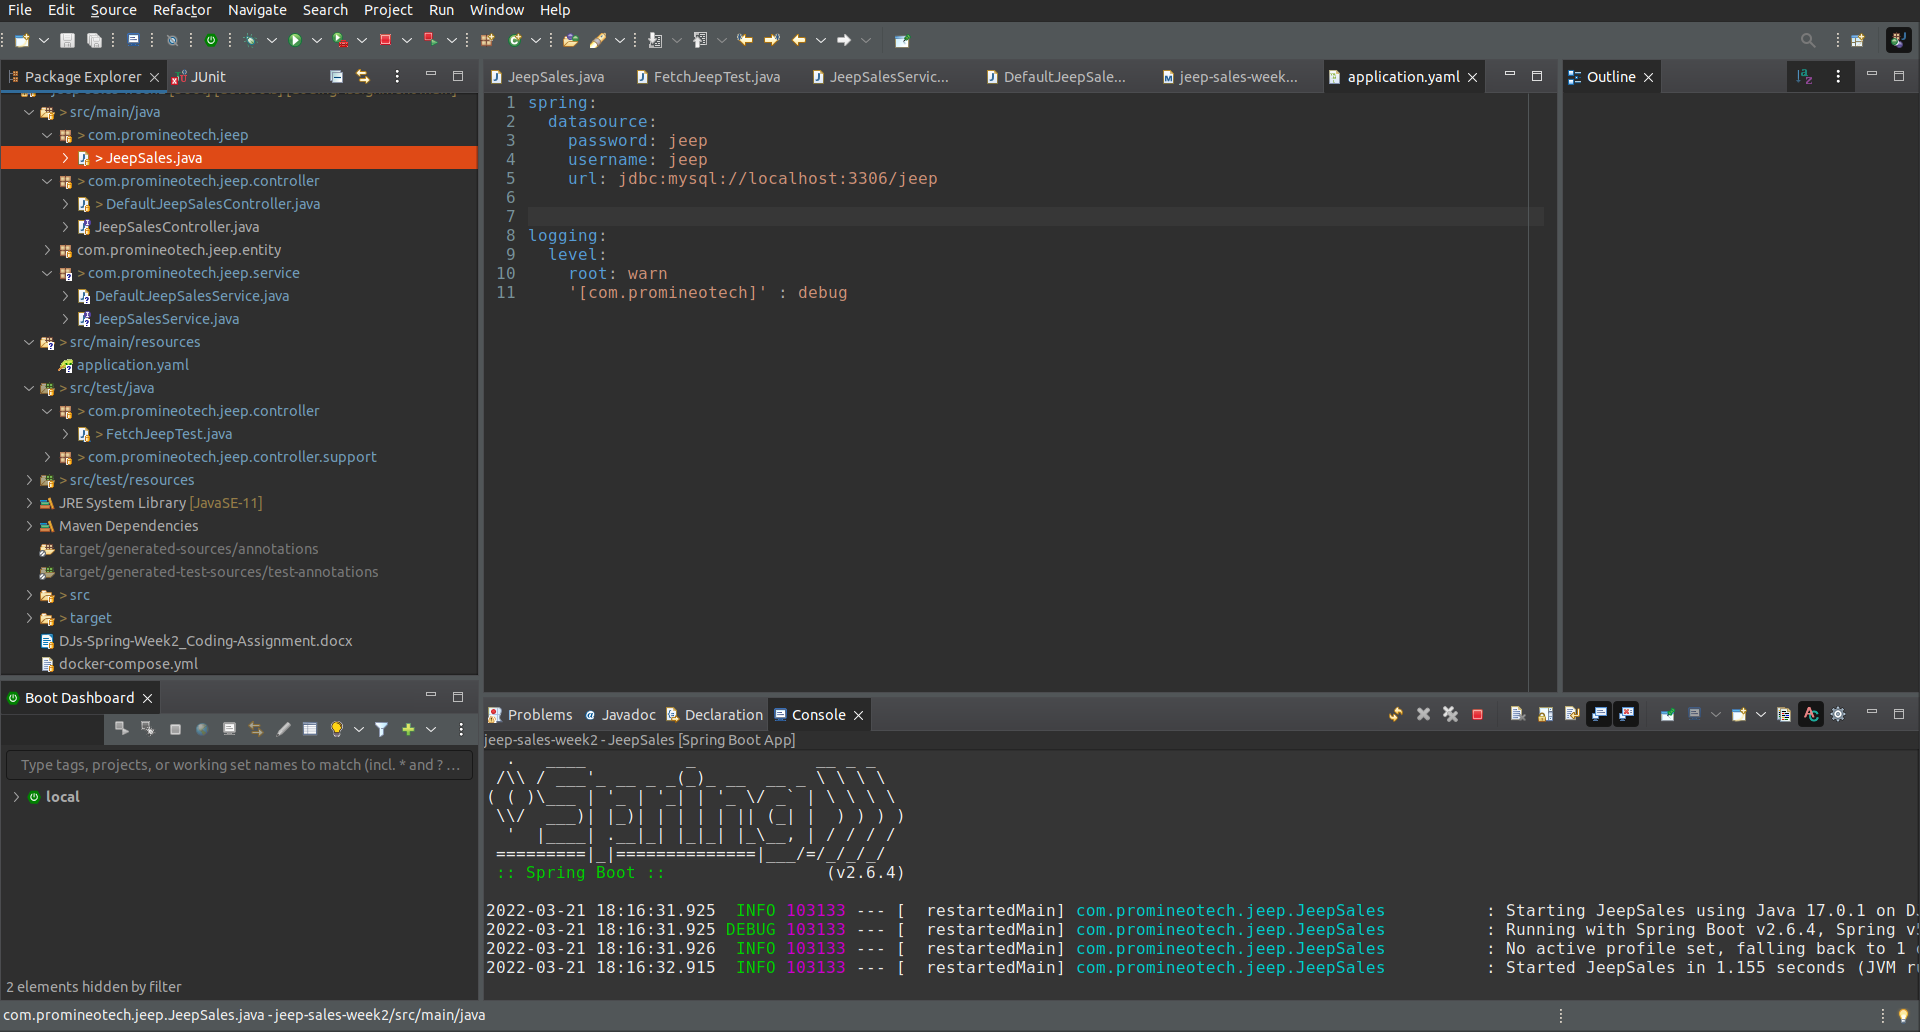 File Edit Source Refactor Navigate Search Project Run Window Help
Package Explorer
JUnit
> src/main/java
> com.promineotech.jeep
> JeepSales.java
> com.promineotech.jeep.controller
> DefaultJeepSalesController.java
JeepSalesController.java
com.promineotech.jeep.entity
> com.promineotech.jeep.service
DefaultJeepSalesService.java
JeepSalesService.java
> src/main/resources
application.yaml
> src/test/java
> com.promineotech.jeep.controller
> FetchJeepTest.java
> com.promineotech.jeep.controller.support
> src/test/resources
JRE System Library [JavaSE-11]
Maven Dependencies
target/generated-sources/annotations
target/generated-test-sources/test-annotations
> src
> target
DJs-Spring-Week2_Coding-Assignment.docx
docker-compose.yml
Boot Dashboard
Type tags, projects, or working set names to match (incl. * and ? ...
local
2 elements hidden by filter
JeepSales.java
FetchJeepTest.java
JeepSalesServic...
DefaultJeepSale...
jeep-sales-week...
application.yaml
1 spring:
2   datasource:
3     password: jeep
4     username: jeep
5     url: jdbc:mysql://localhost:3306/jeep
6
7
8 logging:
9   level:
10     root: warn
11     '[com.promineotech]' : debug
Outline
Problems
Javadoc
Declaration
Console
jeep-sales-week2 - JeepSales [Spring Boot App]
  .   ____          _            __ _ _
 /\\ / ___'_ __ _ _(_)_ __  __ _ \ \ \ \
( ( )\___ | '_ | '_| | '_ \/ _` | \ \ \ \
 \\/  ___)| |_)| | | | | || (_| |  ) ) ) )
  '  |____| .__|_| |_|_| |_\__, | / / / /
 =========|_|==============|___/=/_/_/_/
 :: Spring Boot ::                (v2.6.4)
2022-03-21 18:16:31.925  INFO 103133 --- [  restartedMain] com.promineotech.jeep.JeepSales          : Starting JeepSales using Java 17.0.1 on
2022-03-21 18:16:31.925 DEBUG 103133 --- [  restartedMain] com.promineotech.jeep.JeepSales          : Running with Spring Boot v2.6.4, Spring
2022-03-21 18:16:31.926  INFO 103133 --- [  restartedMain] com.promineotech.jeep.JeepSales          : No active profile set, falling back to 1
2022-03-21 18:16:32.915  INFO 103133 --- [  restartedMain] com.promineotech.jeep.JeepSales          : Started JeepSales in 1.155 seconds (JVM
com.promineotech.jeep.JeepSales.java - jeep-sales-week2/src/main/java